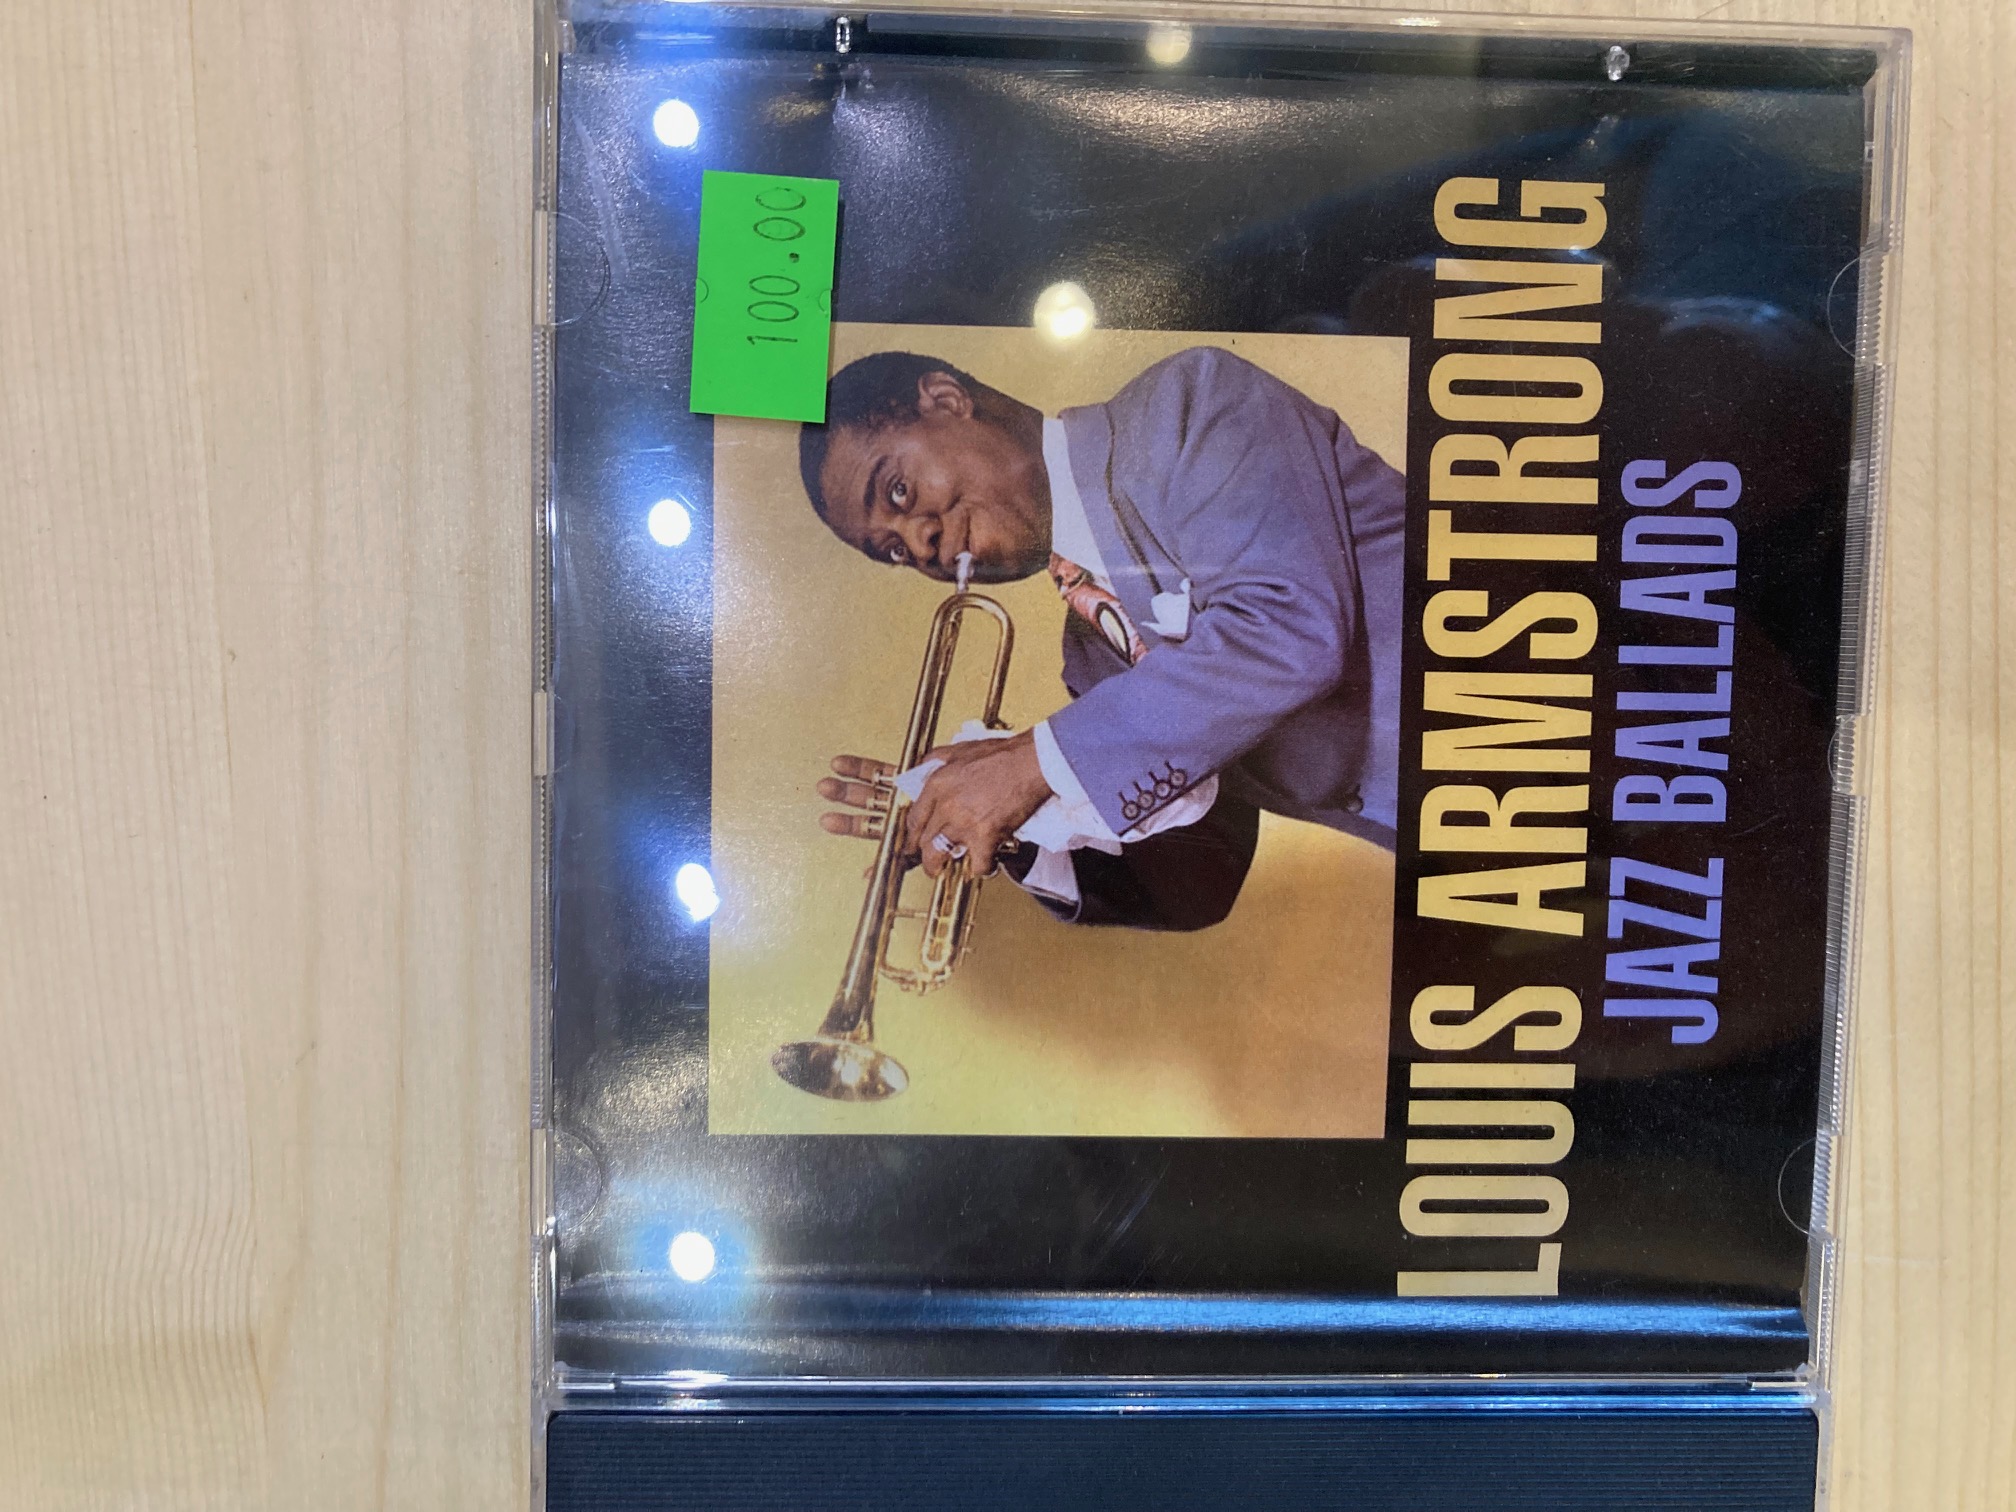 100.00
LOUIS ARMSTRONG
JAZZ BALLADS